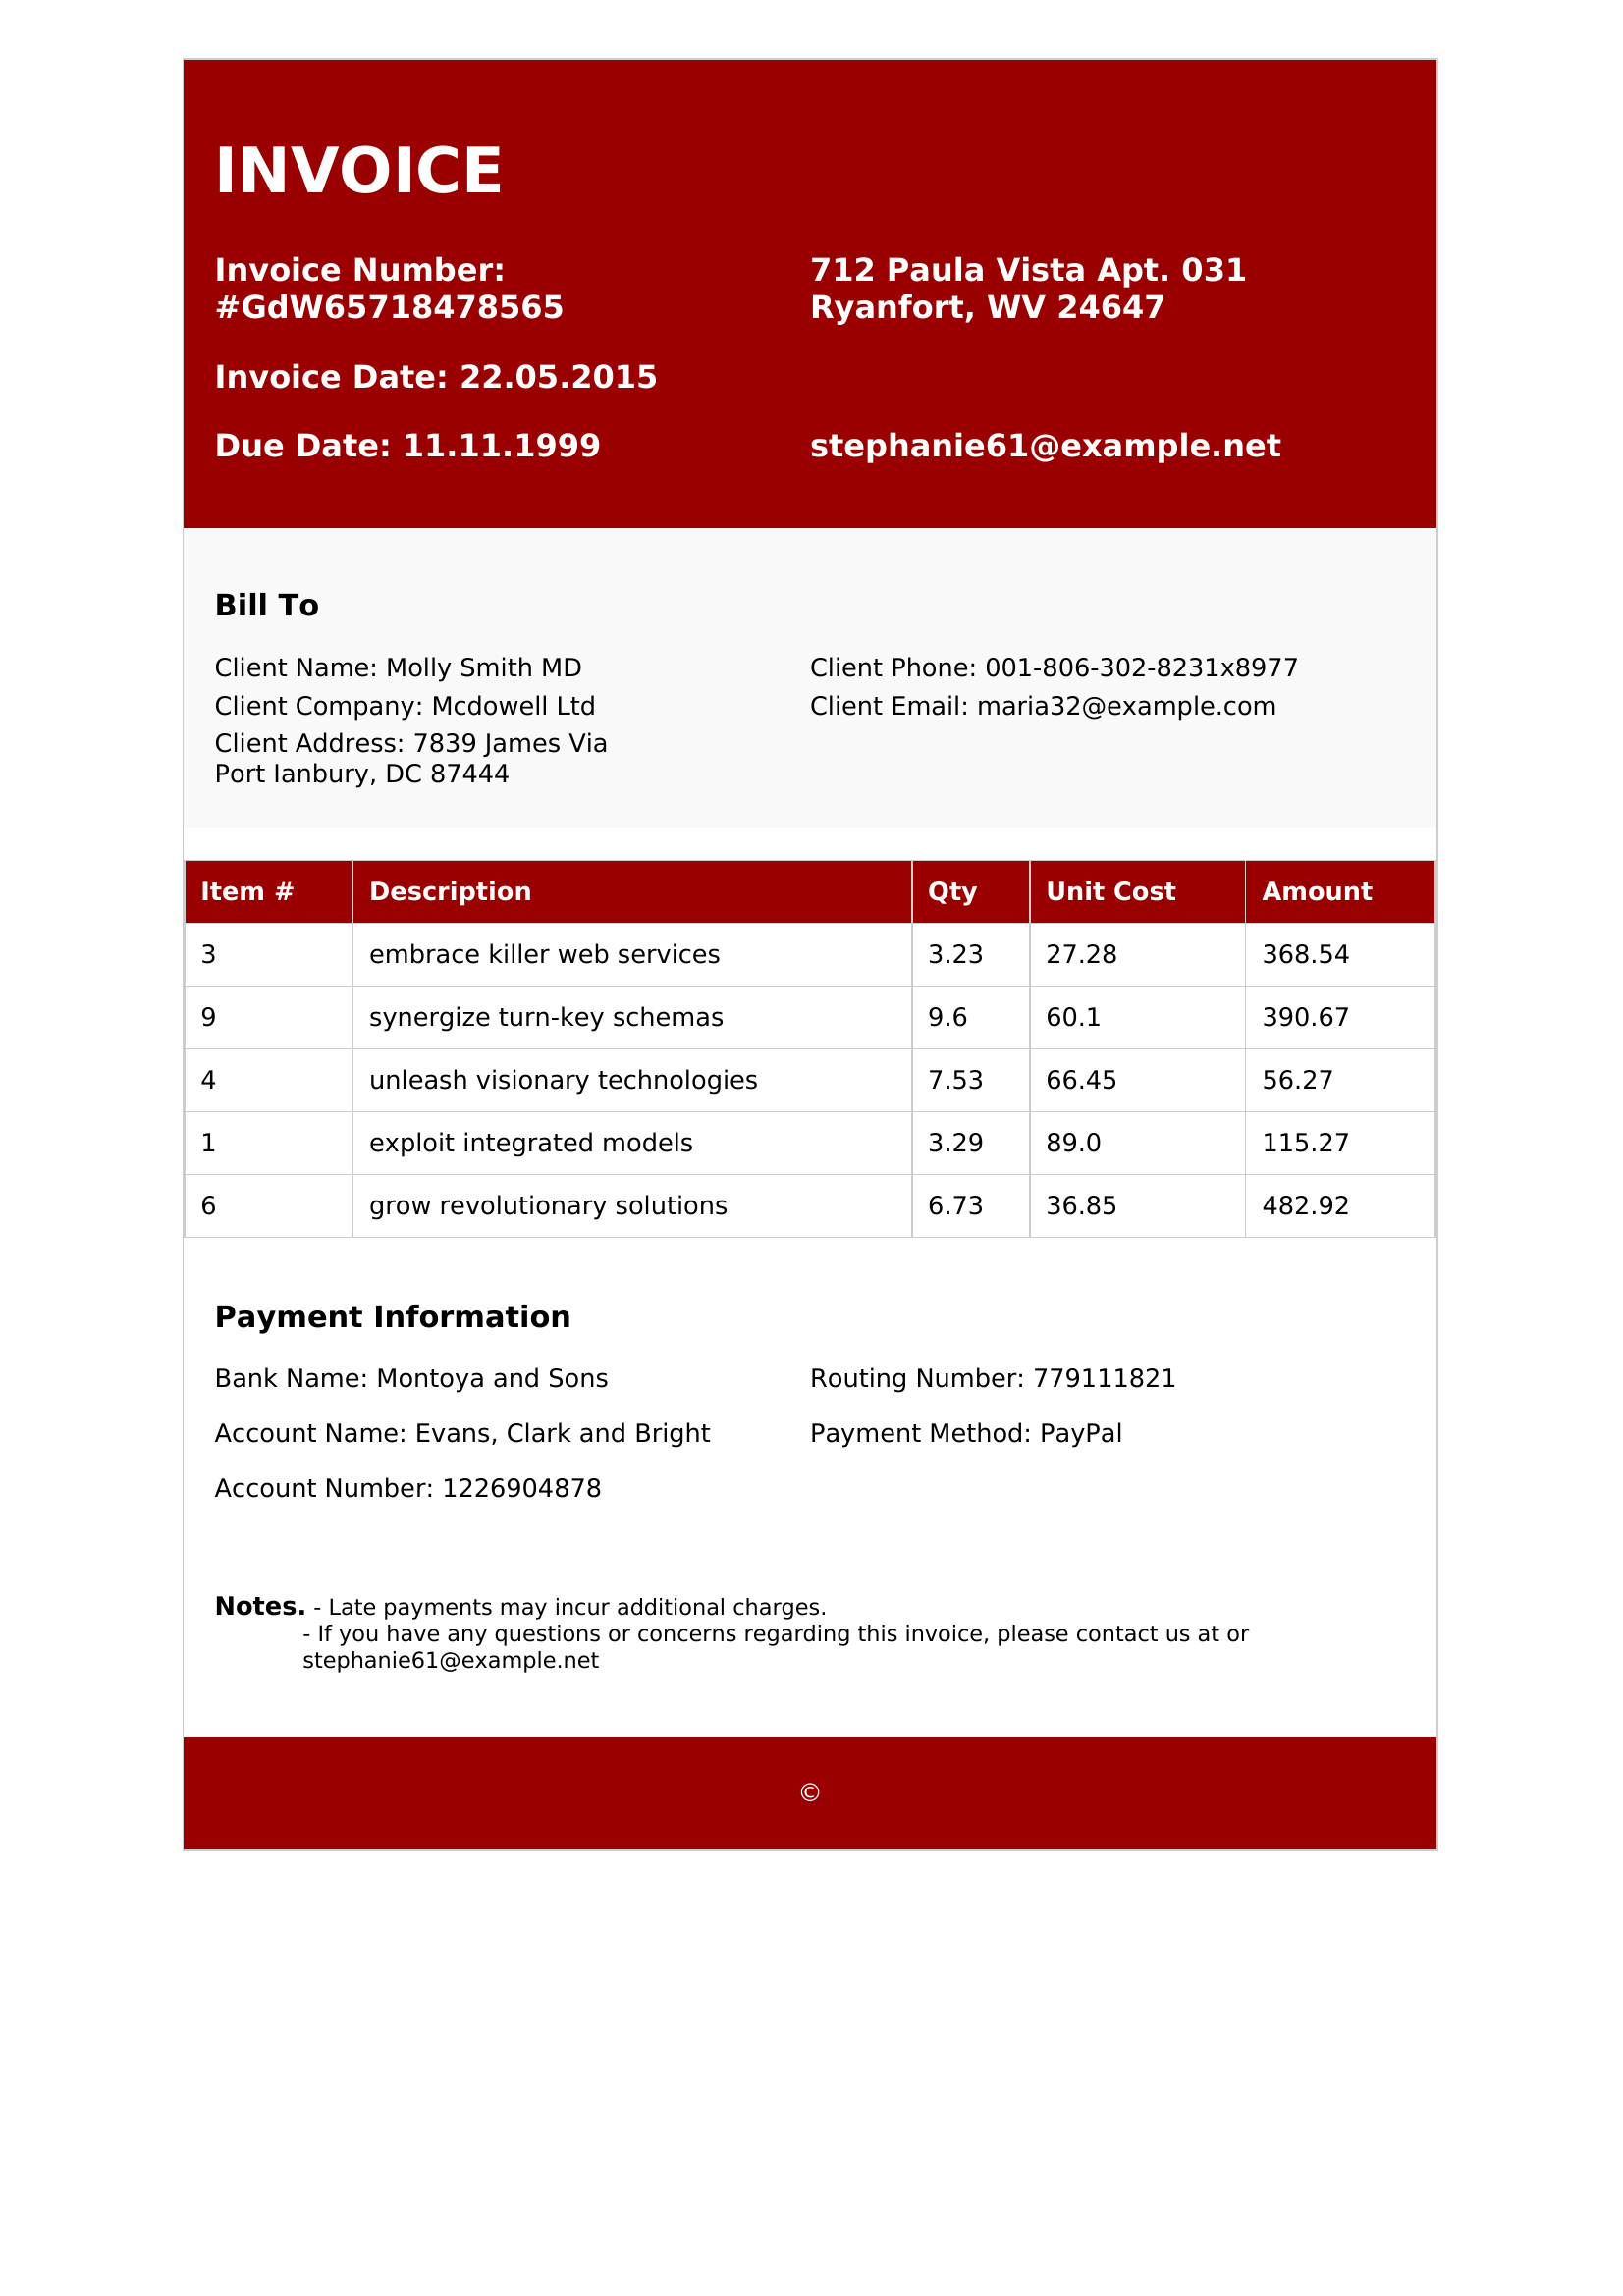 INVOICE
Invoice Number:
#GdW65718478565
712 Paula Vista Apt. 031
Ryanfort, WV 24647
Invoice Date: 22.05.2015
Due Date: 11.11.1999
stephanie61@example.net
Bill To
Client Name: Molly Smith MD
Client Company: Mcdowell Ltd
Client Address: 7839 James Via
Port Ianbury, DC 87444
Client Phone: 001-806-302-8231x8977
Client Email: maria32@example.com
Item # Description Qty Unit Cost Amount
3 embrace killer web services 3.23 27.28 368.54
9 synergize turn-key schemas 9.6 60.1 390.67
4 unleash visionary technologies 7.53 66.45 56.27
1 exploit integrated models 3.29 89.0 115.27
6 grow revolutionary solutions 6.73 36.85 482.92
Payment Information
Bank Name: Montoya and Sons
Account Name: Evans, Clark and Bright
Account Number: 1226904878
Routing Number: 779111821
Payment Method: PayPal
Notes. - Late payments may incur additional charges.
- If you have any questions or concerns regarding this invoice, please contact us at or
stephanie61@example.net
©